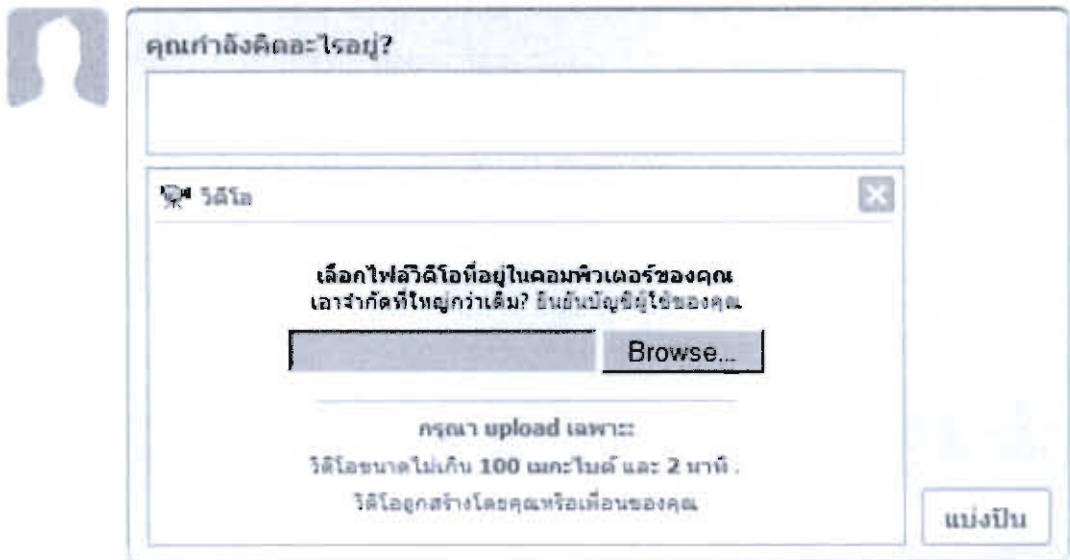 คุณกำลังคิดอะไรอยู่?
วิดีโอ
เลือกไฟล์วิดีโอที่อยู่ในคอมพิวเตอร์ของคุณ
เอาจำกัดที่ใหญ่กว่าเดิม? ยืนยันบัญชีผู้ใช้ของคุณ
Browse...
กรุณา upload เฉพาะ:
วิดีโอขนาดไม่เกิน 100 เมกะไบต์ และ 2 นาที .
วิดีโอถูกสร้างโดยคุณหรือเพื่อนของคุณ
แบ่งปัน